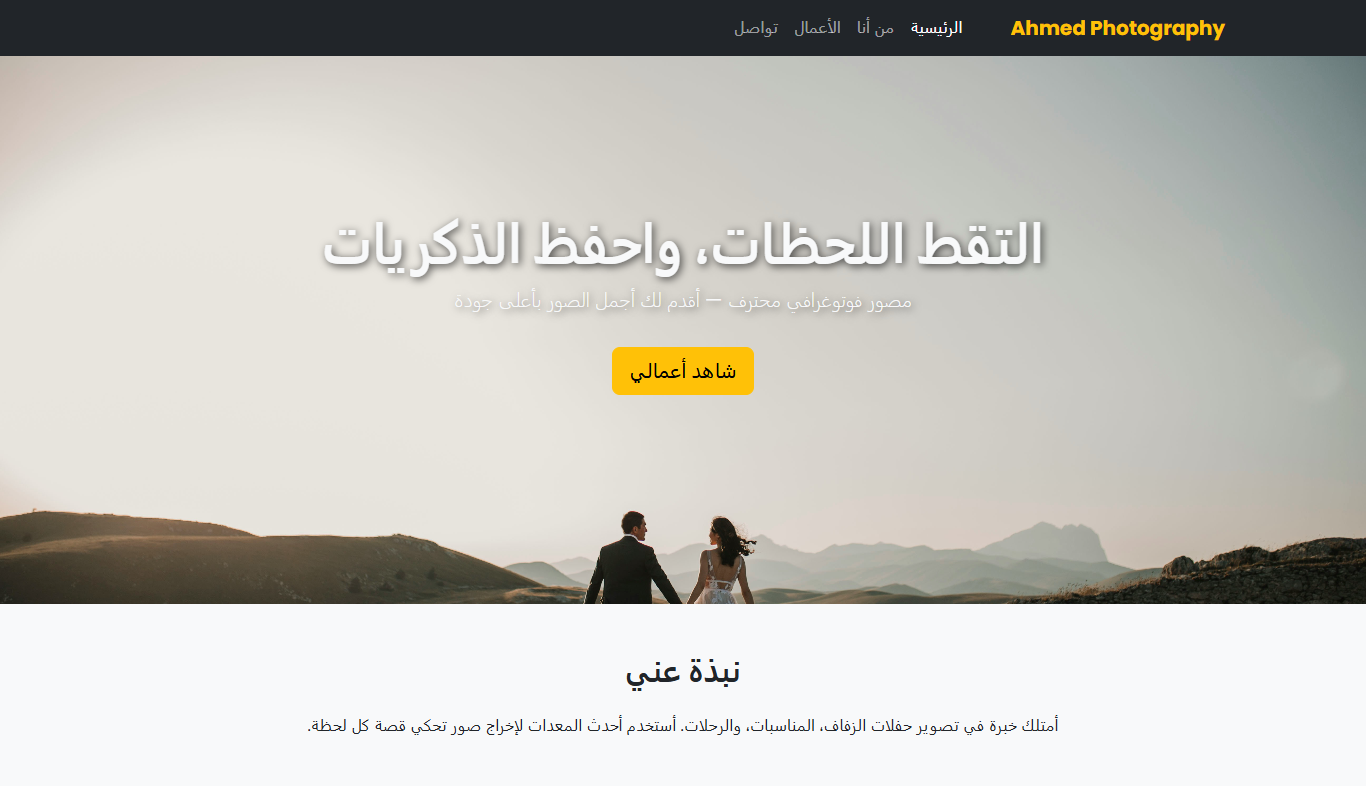 Ahmed Photography
الرئيسية من أنا الأعمال تواصل
التقط اللحظات، واحفظ الذكريات
مصور فوتوغرافي محترف — أقدم لك أجمل الصور بأعلى جودة
شاهد أعمالي
نبذة عني
أمتلك خبرة في تصوير حفلات الزفاف، المناسبات، والرحلات. أستخدم أحدث المعدات لإخراج صور تحكي قصة كل لحظة.